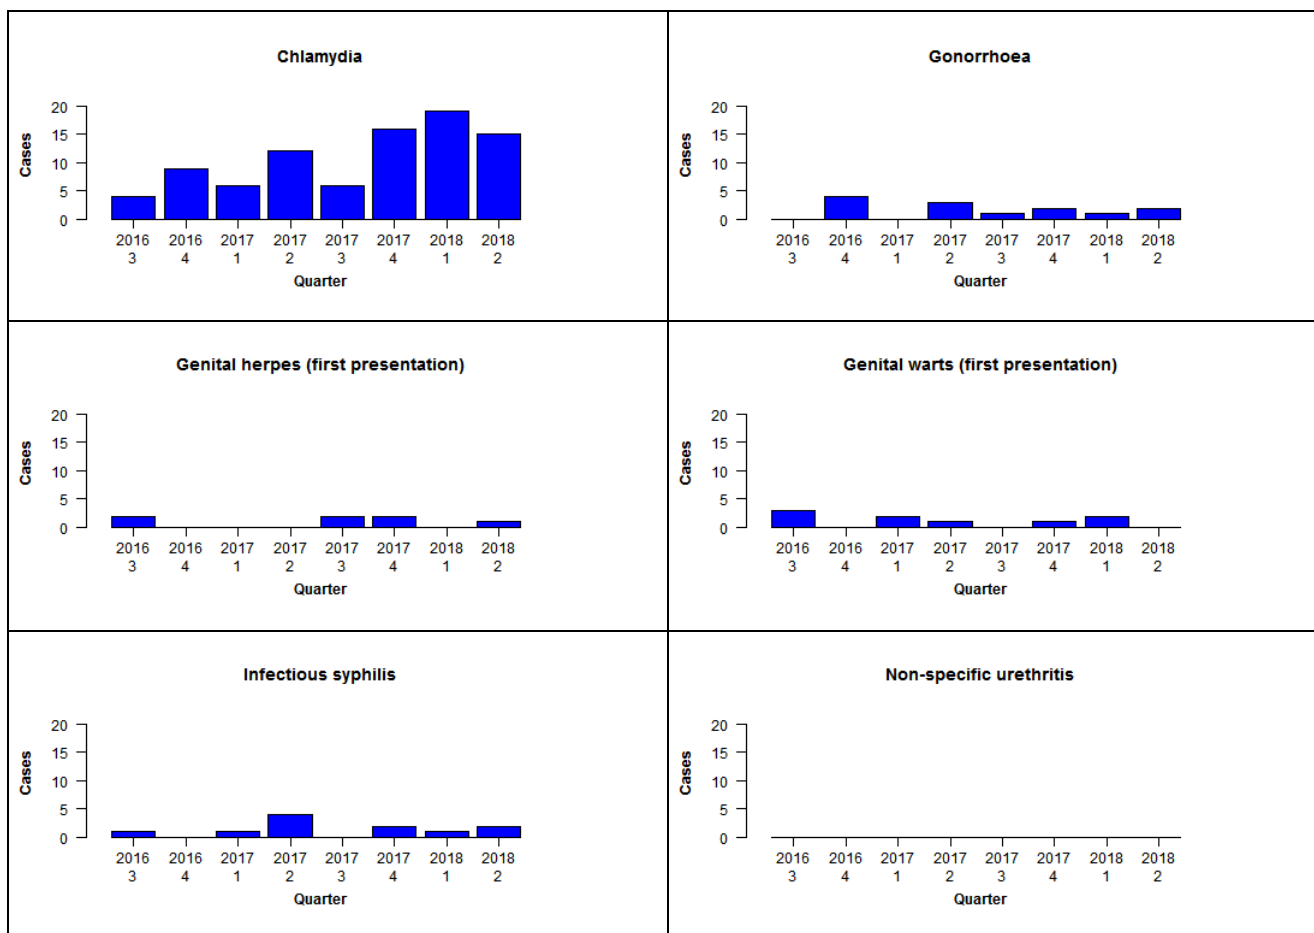 Chlamydia
20
15
10
5
0
Cases
2016 2016 2017 2017 2017 2017 2018 2018
3 4 1 2 3 4 1 2
Quarter
Gonorrhoea
20
15
10
5
0
Cases
2016 2016 2017 2017 2017 2017 2018 2018
3 4 1 2 3 4 1 2
Quarter
Genital herpes (first presentation)
20
15
10
5
0
Cases
2016 2016 2017 2017 2017 2017 2018 2018
3 4 1 2 3 4 1 2
Quarter
Genital warts (first presentation)
20
15
10
5
0
Cases
2016 2016 2017 2017 2017 2017 2018 2018
3 4 1 2 3 4 1 2
Quarter
Infectious syphilis
20
15
10
5
0
Cases
2016 2016 2017 2017 2017 2017 2018 2018
3 4 1 2 3 4 1 2
Quarter
Non-specific urethritis
20
15
10
5
0
Cases
2016 2016 2017 2017 2017 2017 2018 2018
3 4 1 2 3 4 1 2
Quarter